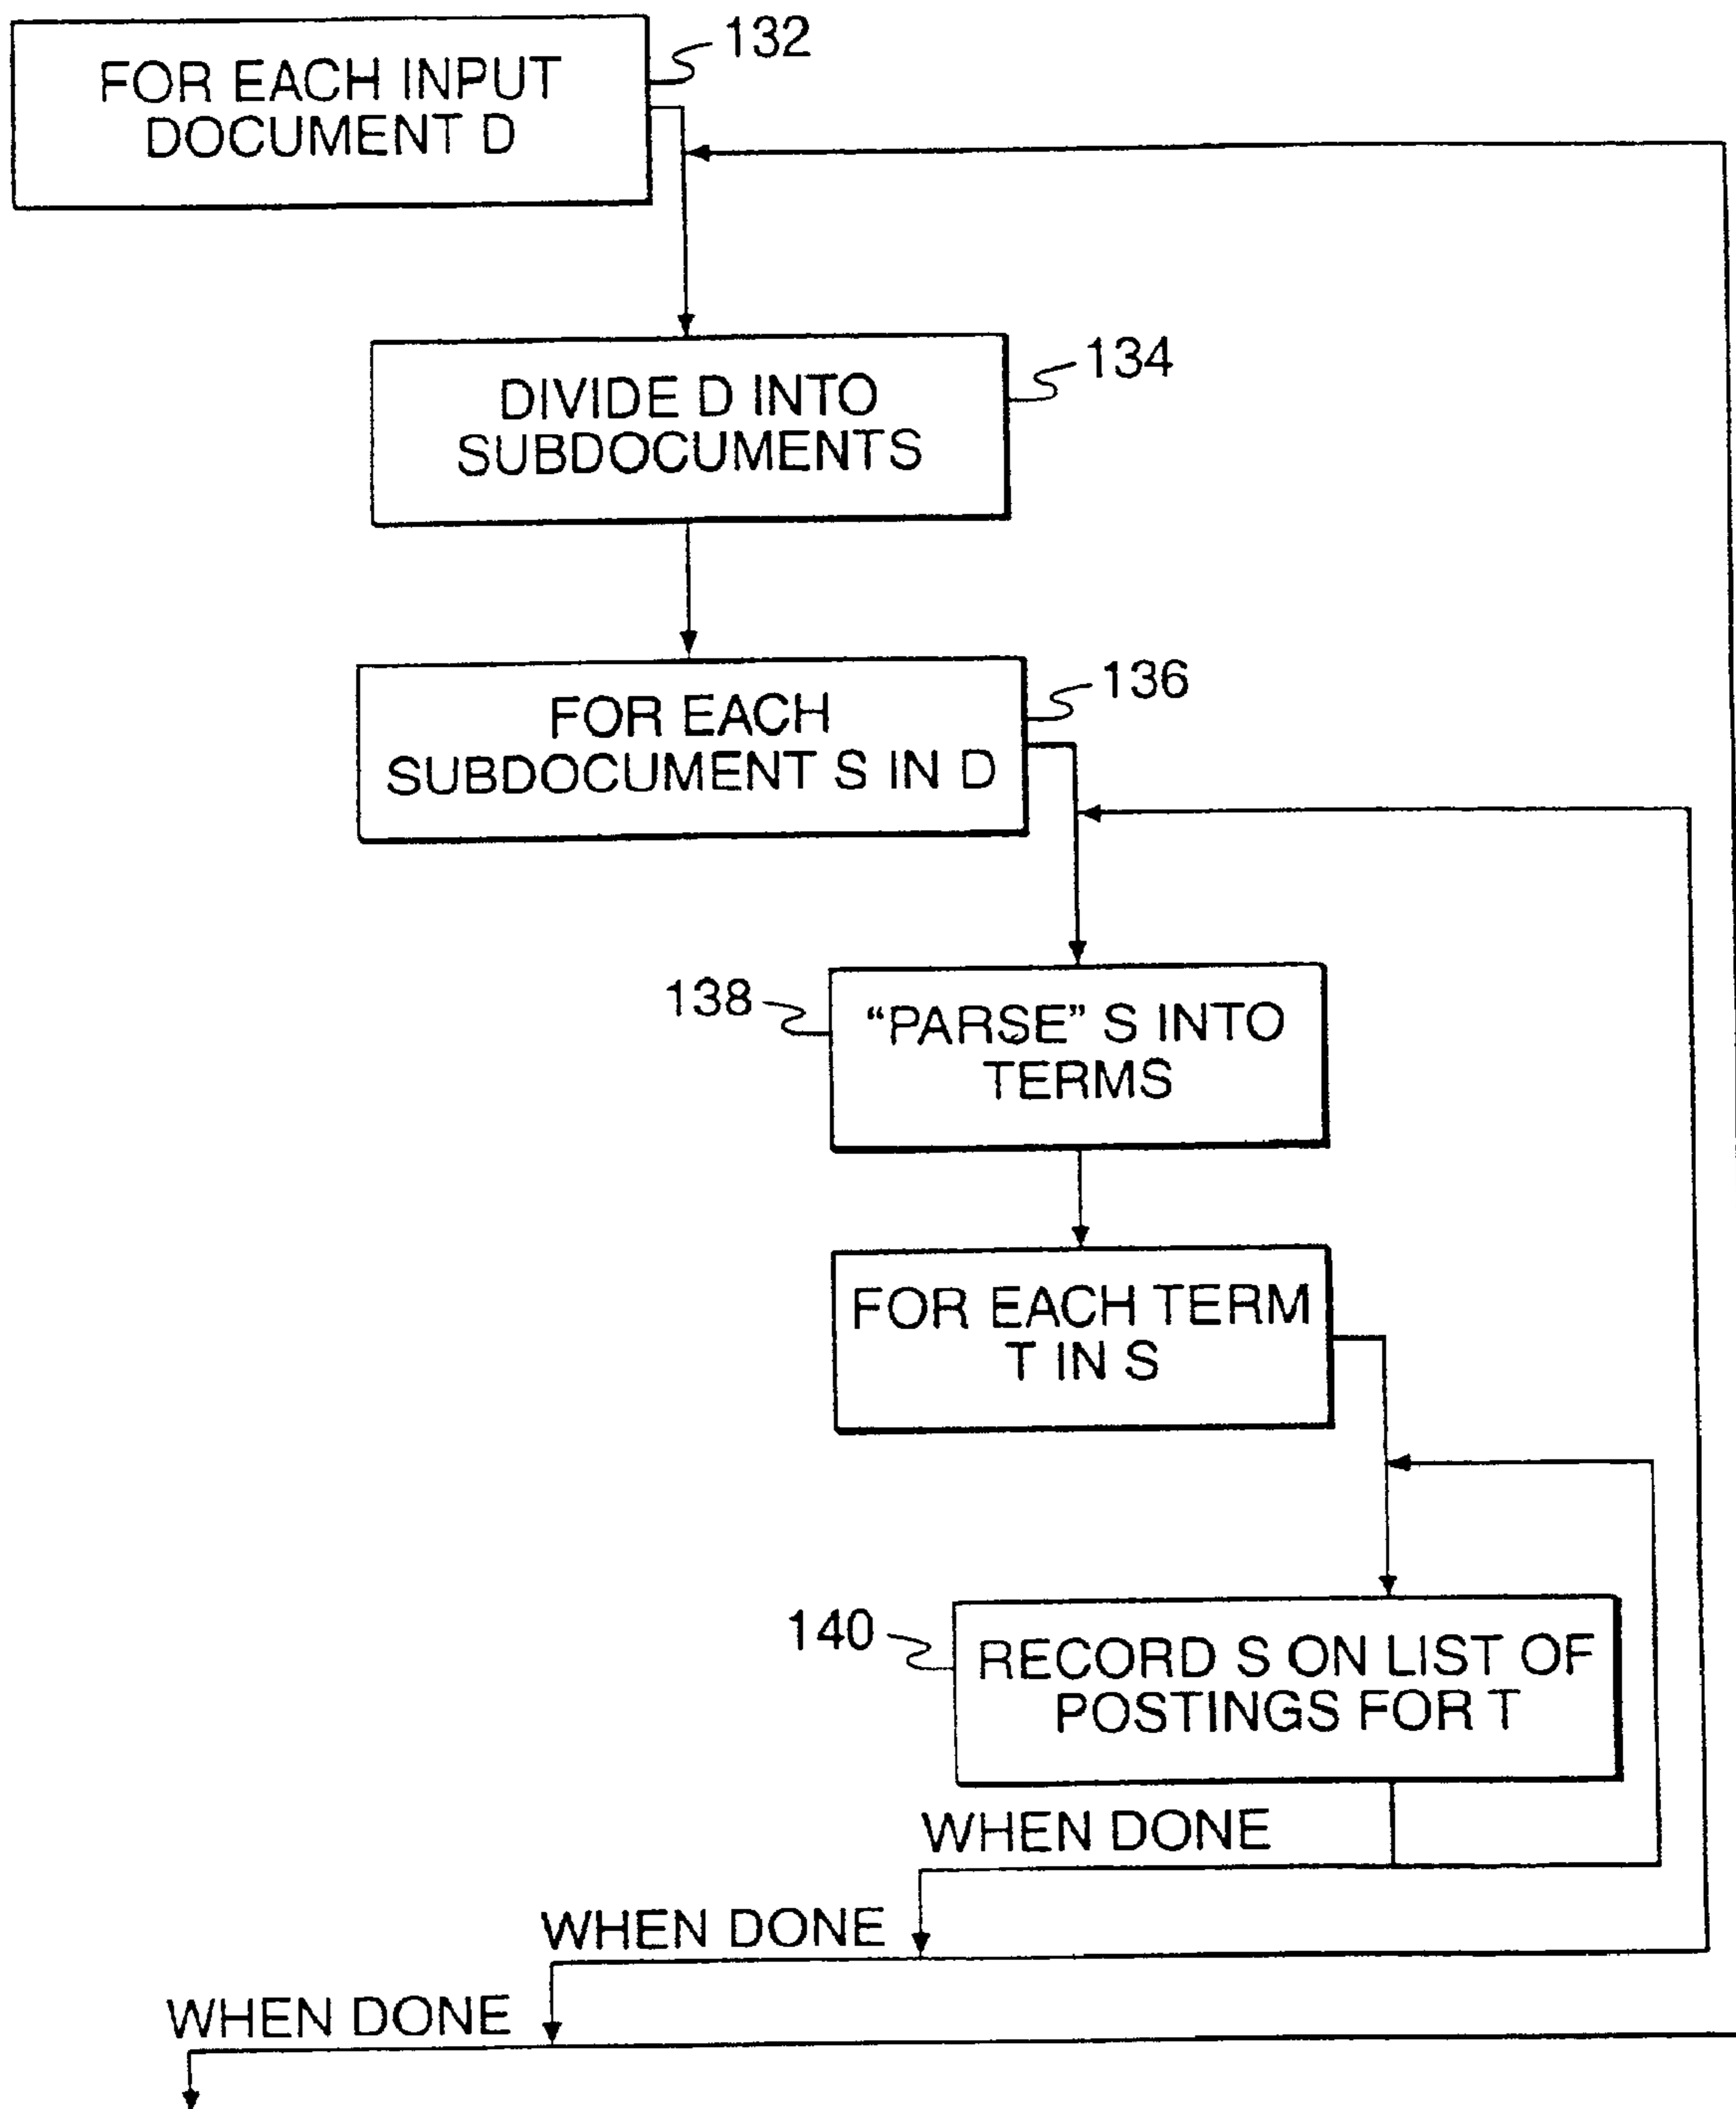 132
FOR EACH INPUT
DOCUMENT D
134
DIVIDE D INTO
SUBDOCUMENTS
136
FOR EACH
SUBDOCUMENT S IN D
138
“PARSE” S INTO
TERMS
FOR EACH TERM
T IN S
140
RECORD S ON LIST OF
POSTINGS FOR T
WHEN DONE
WHEN DONE
WHEN DONE